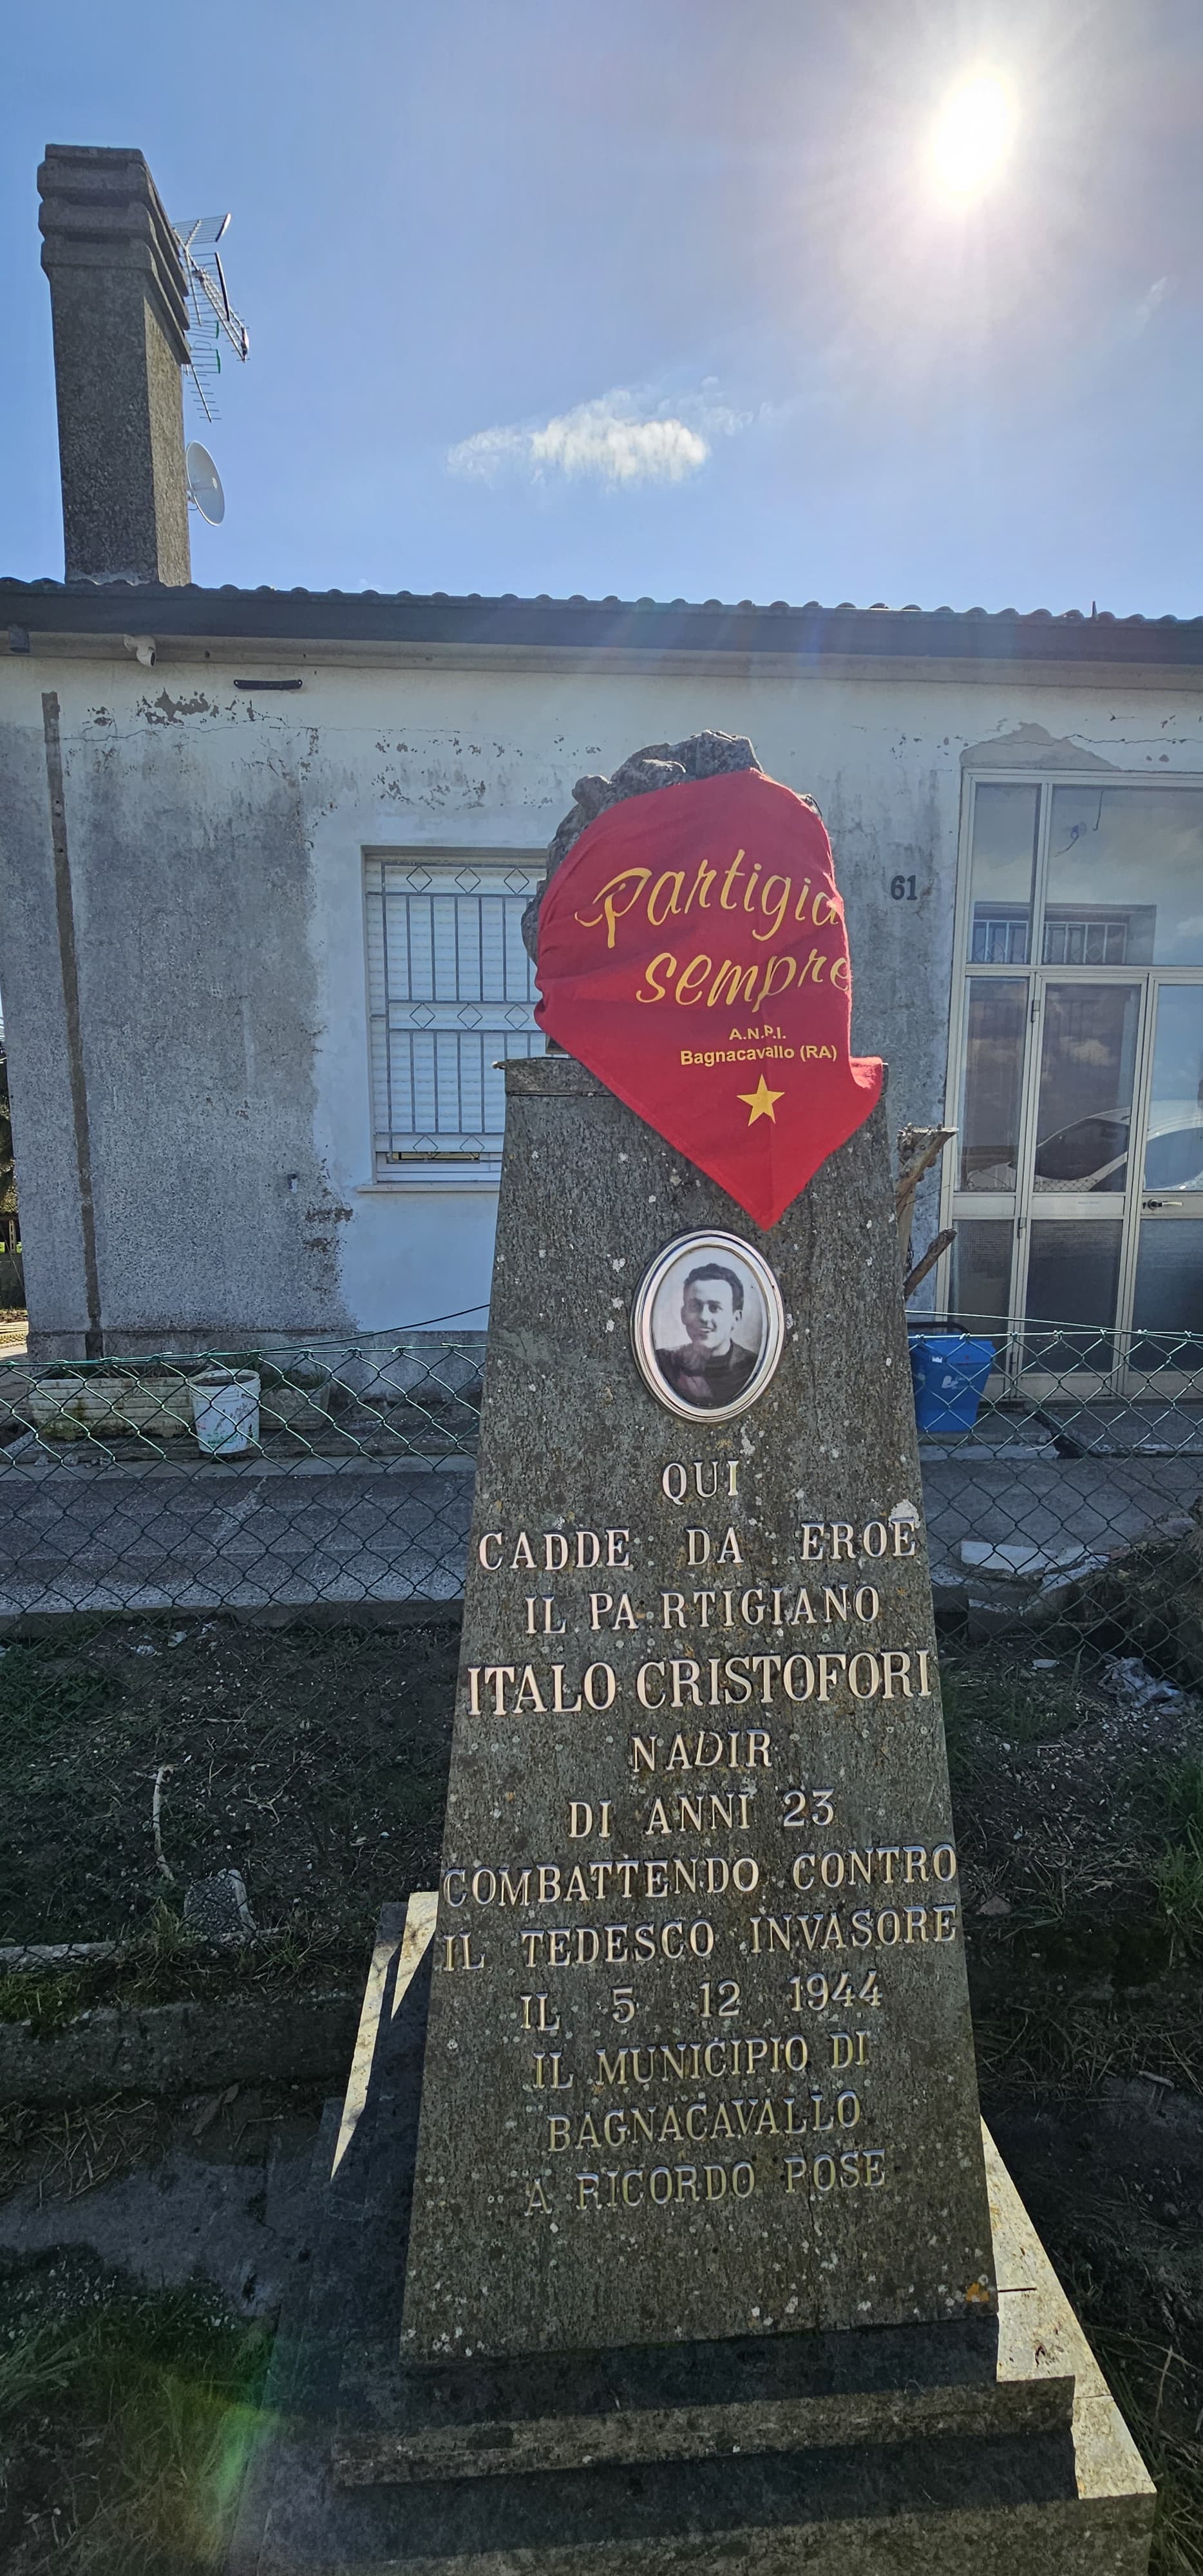 Partigia
sempre
A.N.P.I.
Bagnacavallo (RA)
61
QUI
CADDE DA EROE
IL PARTIGIANO
ITALO CRISTOFORI
NADIR
DI ANNI 23
COMBATTENDO CONTRO
IL TEDESCO INVASORE
IL 5 12 1944
IL MUNICIPIO DI
BAGNACAVALLO
A RICORDO POSE